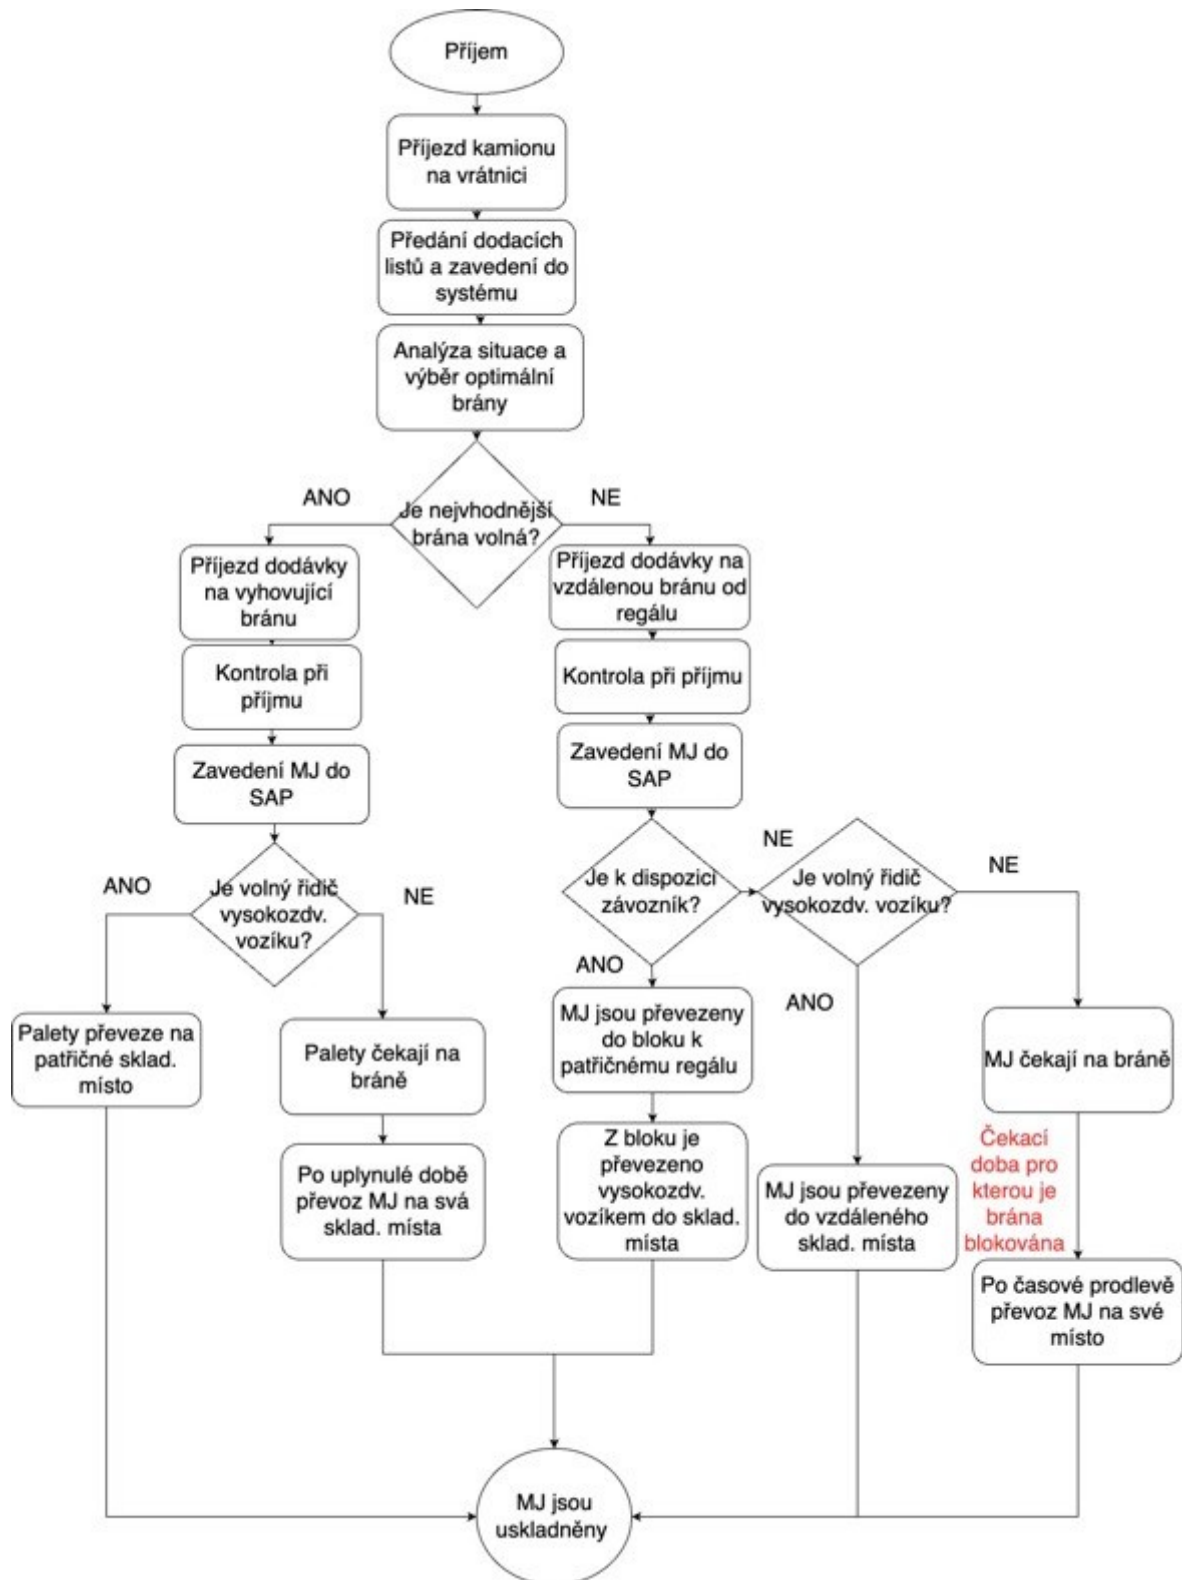 Příjem
Příjezd kamionu
na vrátnici
Předání dodacích
listů a zavedení do
systému
Analýza situace a
výběr optimální
brány
ANO
NE
Je nejvhodnější
brána volná?
Příjezd dodávky
na vyhovující
bránu
Příjezd dodávky na
vzdálenou bránu od
regálu
Kontrola při
příjmu
Kontrola při příjmu
Zavedení MJ do
SAP
Zavedení MJ do
SAP
ANO
Je volný řidič
vysokozdv.
vozíku?
NE
Je k dispozici
závozník?
NE
Je volný řidič
vysokozdv. vozíku?
NE
ANO
ANO
Palety převeze na
patřičné sklad.
místo
Palety čekají na
bráně
MJ jsou převezeny
do bloku k
patřičnému regálu
MJ čekají na bráně
Po uplynulé době
převoz MJ na svá
sklad. místa
Z bloku je
převezeno
vysokozdv.
vozíkem do sklad.
místa
MJ jsou převezeny
do vzdáleného
sklad. místa
Čekací
doba pro
kterou je
brána
blokována
Po časové prodlevě
převoz MJ na své
místo
MJ jsou
uskladněny